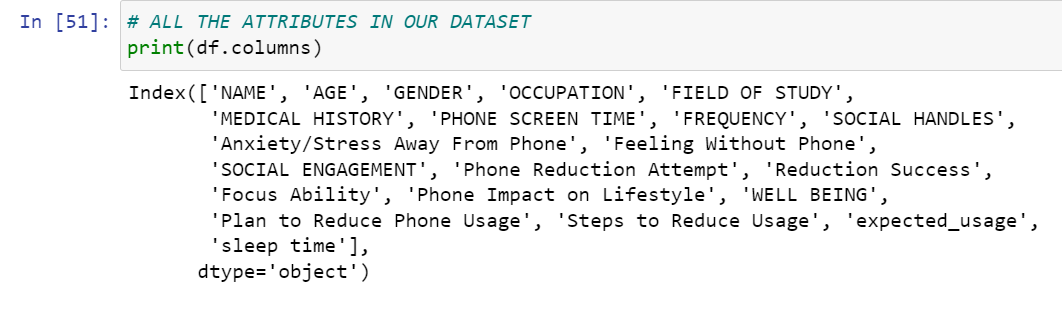 In [51]: # ALL THE ATTRIBUTES IN OUR DATASET
print(df.columns)
Index(['NAME', 'AGE', 'GENDER', 'OCCUPATION', 'FIELD OF STUDY',
'MEDICAL HISTORY', 'PHONE SCREEN TIME', 'FREQUENCY', 'SOCIAL HANDLES',
'Anxiety/Stress Away From Phone', 'Feeling Without Phone',
'SOCIAL ENGAGEMENT', 'Phone Reduction Attempt', 'Reduction Success',
'Focus Ability', 'Phone Impact on Lifestyle', 'WELL BEING',
'Plan to Reduce Phone Usage', 'Steps to Reduce Usage', 'expected_usage',
'sleep time'],
dtype='object')